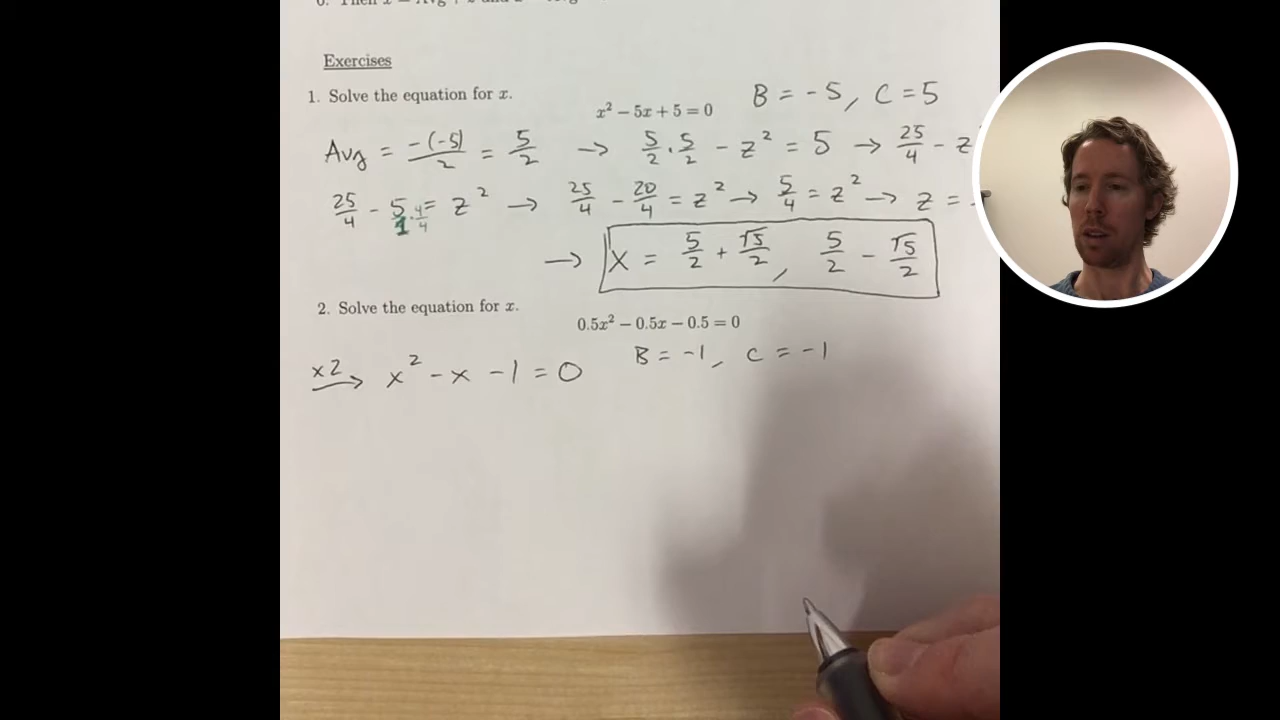 Exercises
1. Solve the equation for x.
x² − 5x + 5 = 0 B = -5, C = 5
Avg = -(-5)/2 = 5/2 → 5/2 · 5/2 - z² = 5 → 25/4 - z
25/4 - 5/1 · 4/4 = z² → 25/4 - 20/4 = z² → 5/4 = z² → z =
→ x = 5/2 + √5/2, 5/2 - √5/2
2. Solve the equation for x.
0.5x² − 0.5x − 0.5 = 0
x2 → x² - x - 1 = 0 B = -1, C = -1